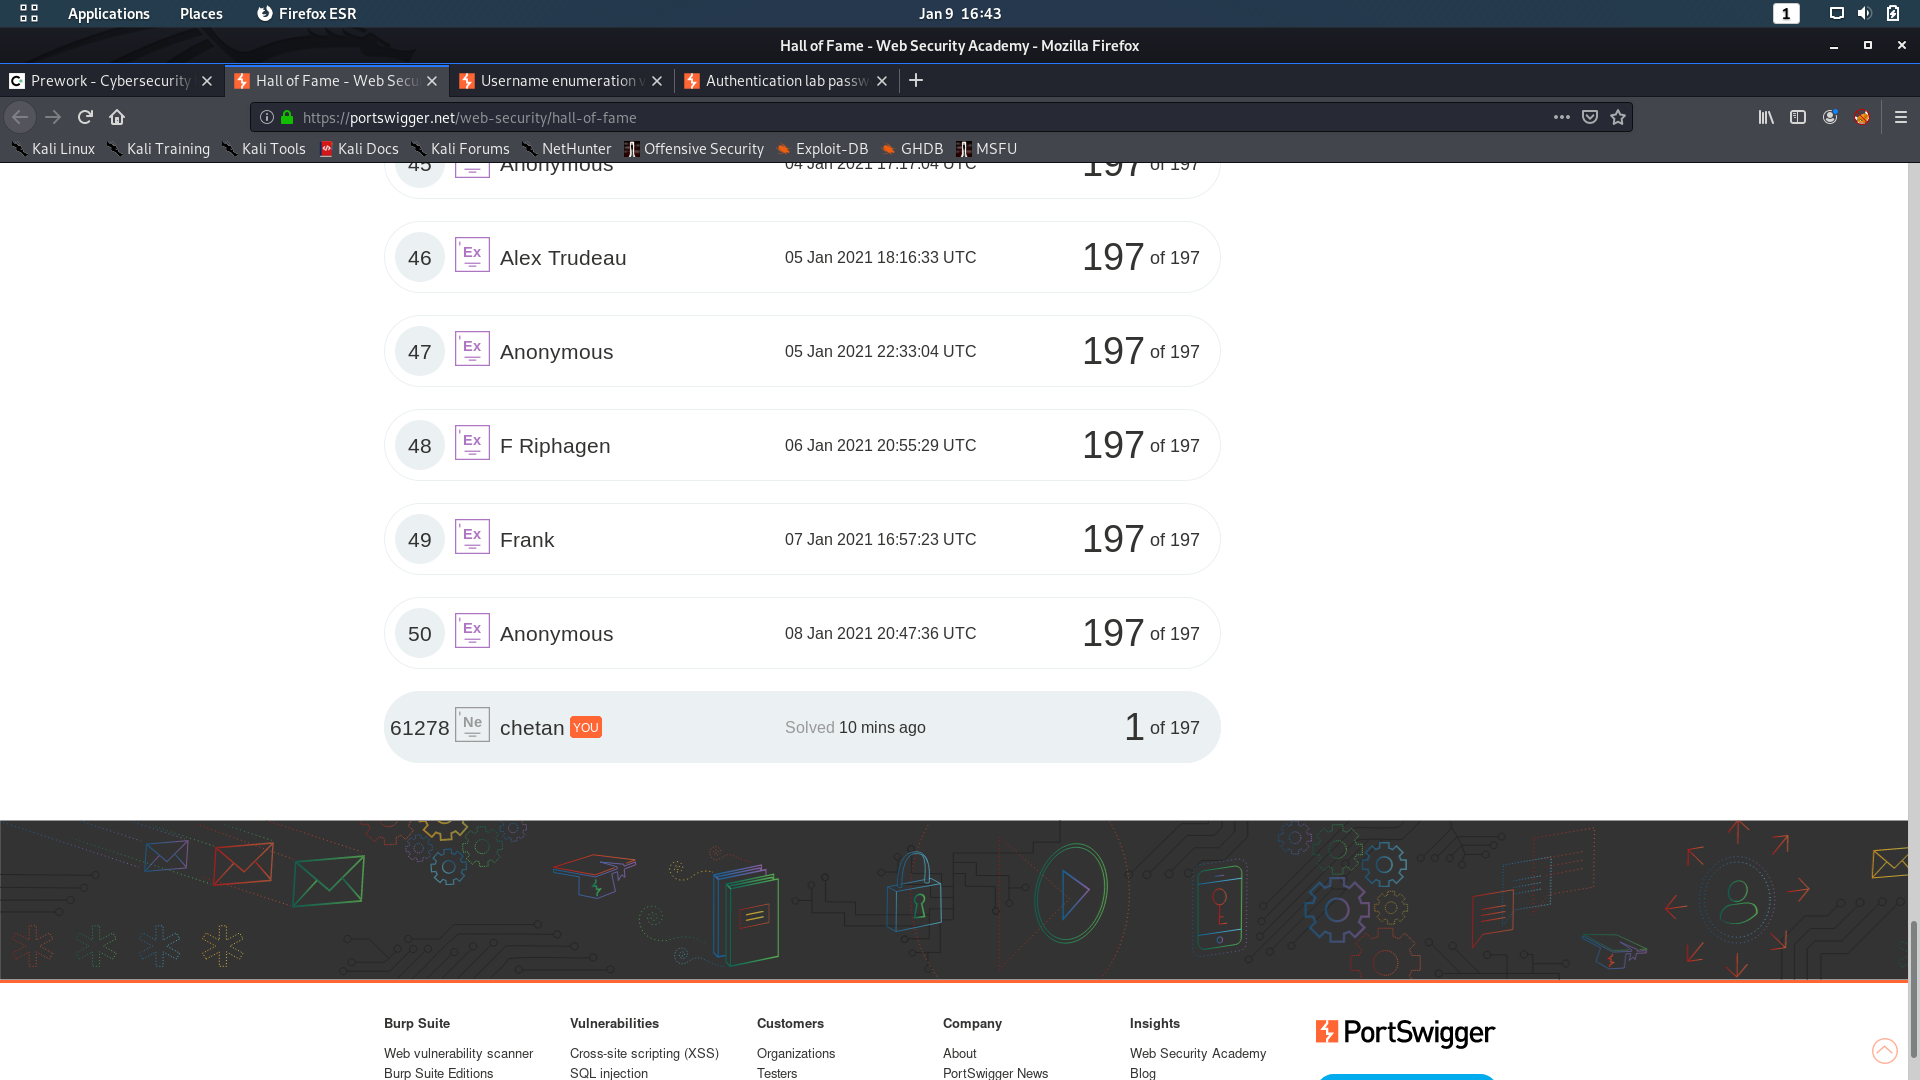 Applications Places Firefox ESR Jan 9 16:43 1
Hall of Fame - Web Security Academy - Mozilla Firefox
Prework - Cybersecurity Hall of Fame - Web Secu Username enumeration v Authentication lab passw
https://portswigger.net/web-security/hall-of-fame
Kali Linux Kali Training Kali Tools Kali Docs Kali Forums NetHunter Offensive Security Exploit-DB GHDB MSFU
45 Anonymous 04 Jan 2021 17:17:04 UTC 197 of 197
46 Ex Alex Trudeau 05 Jan 2021 18:16:33 UTC 197 of 197
47 Ex Anonymous 05 Jan 2021 22:33:04 UTC 197 of 197
48 Ex F Riphagen 06 Jan 2021 20:55:29 UTC 197 of 197
49 Ex Frank 07 Jan 2021 16:57:23 UTC 197 of 197
50 Ex Anonymous 08 Jan 2021 20:47:36 UTC 197 of 197
61278 Ne chetan YOU Solved 10 mins ago 1 of 197
Burp Suite Vulnerabilities Customers Company Insights PortSwigger
Web vulnerability scanner Cross-site scripting (XSS) Organizations About Web Security Academy
Burp Suite Editions SQL injection Testers PortSwigger News Blog